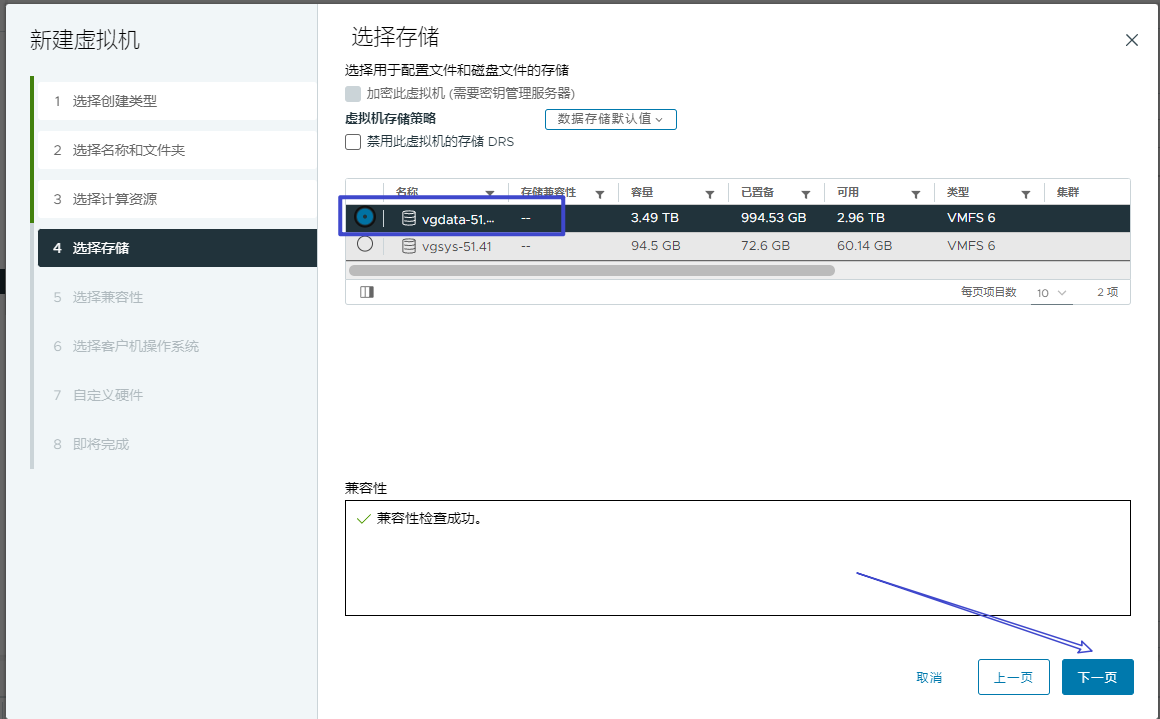 新建虚拟机
1 选择创建类型
2 选择名称和文件夹
3 选择计算资源
4 选择存储
5 选择兼容性
6 选择客户机操作系统
7 自定义硬件
8 即将完成
选择存储
选择用于配置文件和磁盘文件的存储
加密此虚拟机 (需要密钥管理服务器)
虚拟机存储策略 数据存储默认值
禁用此虚拟机的存储 DRS
名称 存储兼容性 容量 已置备 可用 类型 集群
vgdata-51.... -- 3.49 TB 994.53 GB 2.96 TB VMFS 6
vgsys-51.41 -- 94.5 GB 72.6 GB 60.14 GB VMFS 6
每页项目数 10 2 项
兼容性
兼容性检查成功。
取消 上一页 下一页